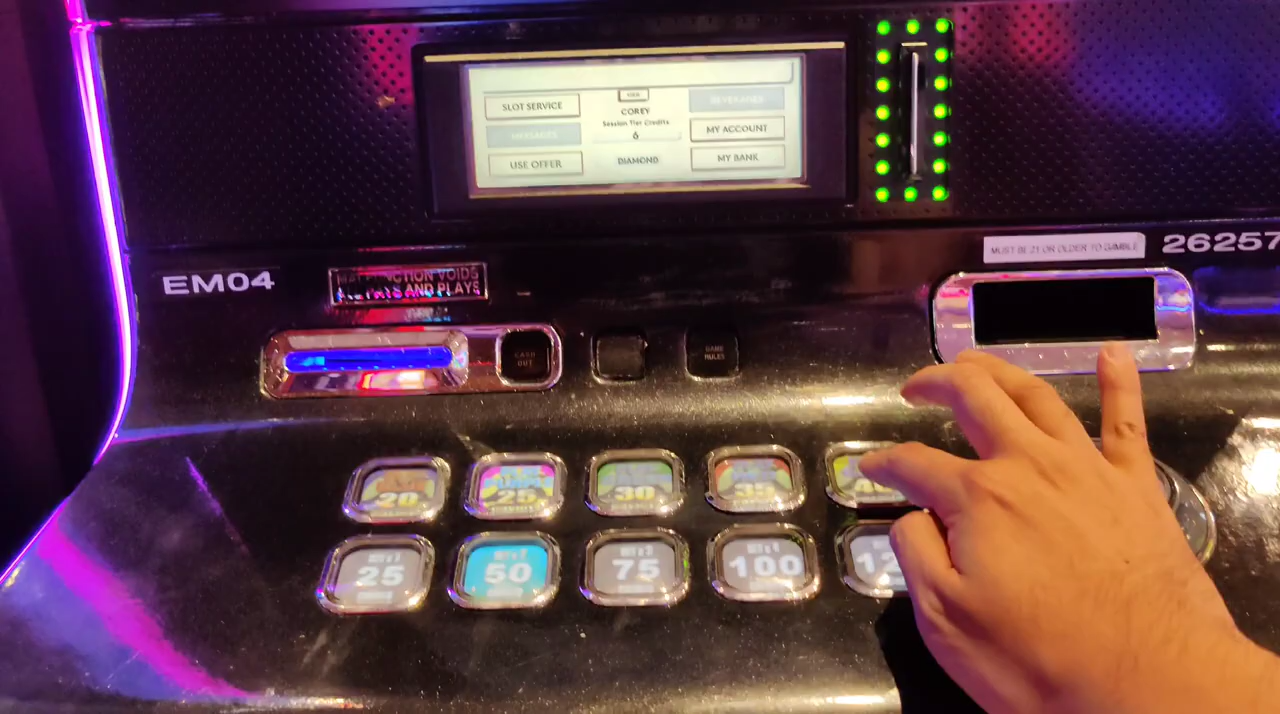 SLOT SERVICE
COREY
BEVERAGES
Session Tier Credits
MESSAGES
6
MY ACCOUNT
USE OFFER
DIAMOND
MY BANK
MUST BE 21 OR OLDER TO GAMBLE
26257
EM04
MALFUNCTION VOIDS
PAYS AND PLAYS
CASH
OUT
GAME
RULES
20
25
30
35
25
50
75
100